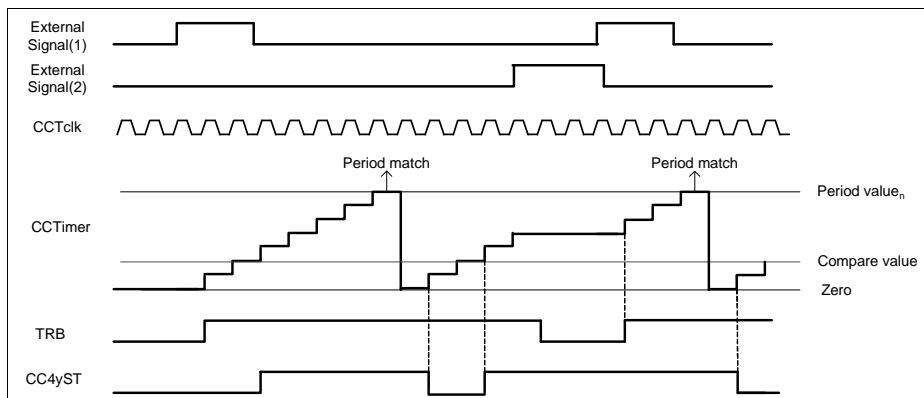 External
Signal(1)
External
Signal(2)
CCTclk
Period match
Period match
Period valuen
CCTimer
Compare value
Zero
TRB
CC4yST